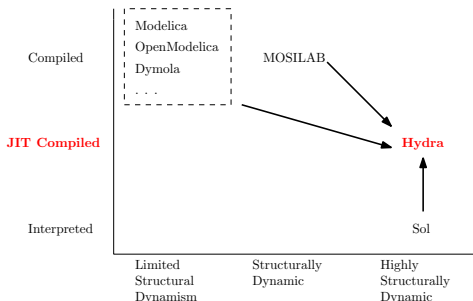 Modelica
OpenModelica
Dymola
. . .
Compiled
MOSILAB
JIT Compiled
Hydra
Interpreted
Sol
Limited
Structural
Dynamism
Structurally
Dynamic
Highly
Structurally
Dynamic